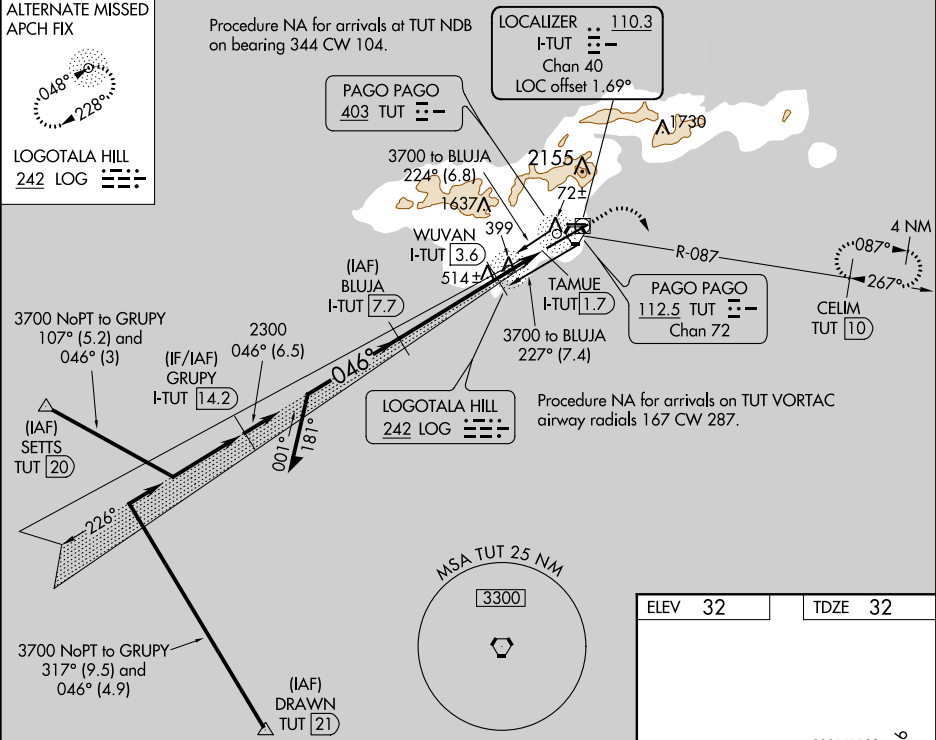 ALTERNATE MISSED
APCH FIX
048°
228°
LOGOTALA HILL
242 LOG
Procedure NA for arrivals at TUT NDB
on bearing 344 CW 104.
LOCALIZER 110.3
I-TUT
Chan 40
LOC offset 1.69°
PAGO PAGO
403 TUT
1730
2155
3700 to BLUJA
224° (6.8)
1637
72±
399
WUVAN
I-TUT 3.6
514±
(IAF)
BLUJA
I-TUT 7.7
TAMUE
I-TUT 1.7
3700 to BLUJA
227° (7.4)
R-087
4 NM
087°
267°
CELIM
TUT 10
PAGO PAGO
112.5 TUT
Chan 72
3700 NoPT to GRUPY
107° (5.2) and
046° (3)
2300
046° (6.5)
(IF/IAF)
GRUPY
I-TUT 14.2
046°
(IAF)
SETTS
TUT 20
001°
181°
LOGOTALA HILL
242 LOG
Procedure NA for arrivals on TUT VORTAC
airway radials 167 CW 287.
226°
MSA TUT 25 NM
3300
3700 NoPT to GRUPY
317° (9.5) and
046° (4.9)
(IAF)
DRAWN
TUT 21
ELEV 32
TDZE 32